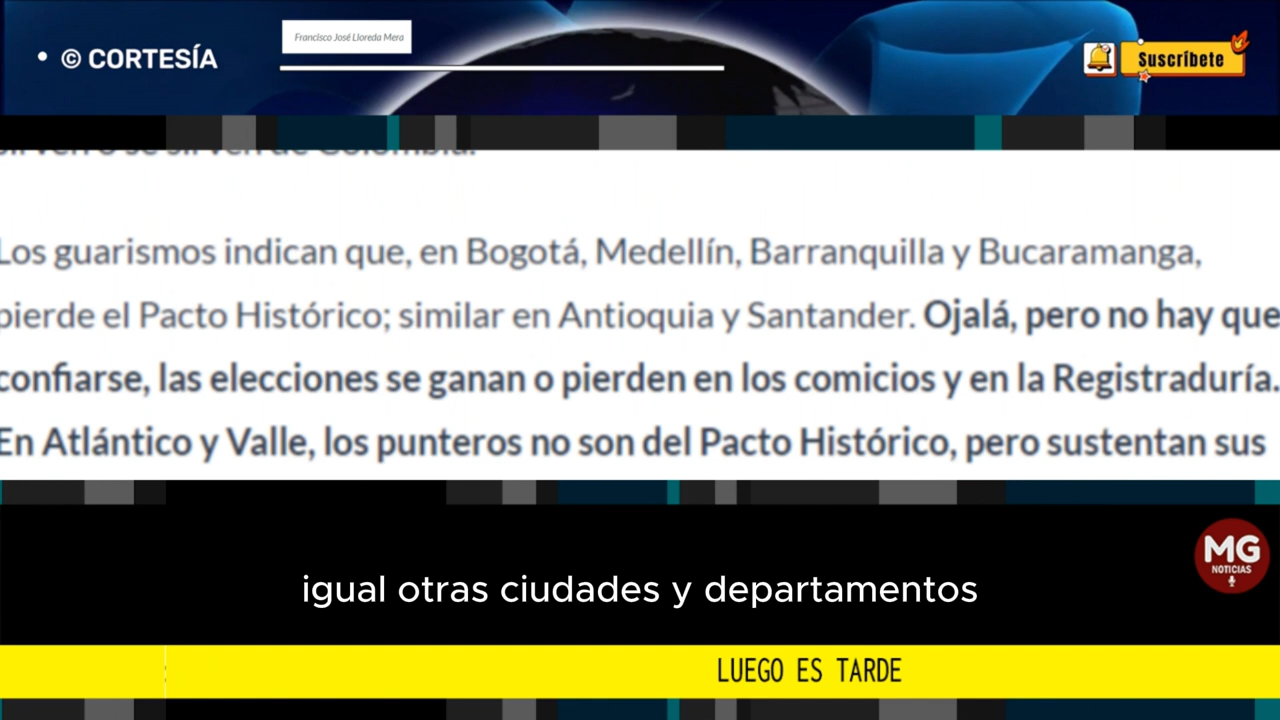 • © CORTESÍA
Francisco José Lloreda Mera
Suscríbete
Los guarismos indican que, en Bogotá, Medellín, Barranquilla y Bucaramanga,
pierde el Pacto Histórico; similar en Antioquia y Santander. Ojalá, pero no hay que
confiarse, las elecciones se ganan o pierden en los comicios y en la Registraduría.
En Atlántico y Valle, los punteros no son del Pacto Histórico, pero sustentan sus
MG
NOTICIAS
igual otras ciudades y departamentos
LUEGO ES TARDE